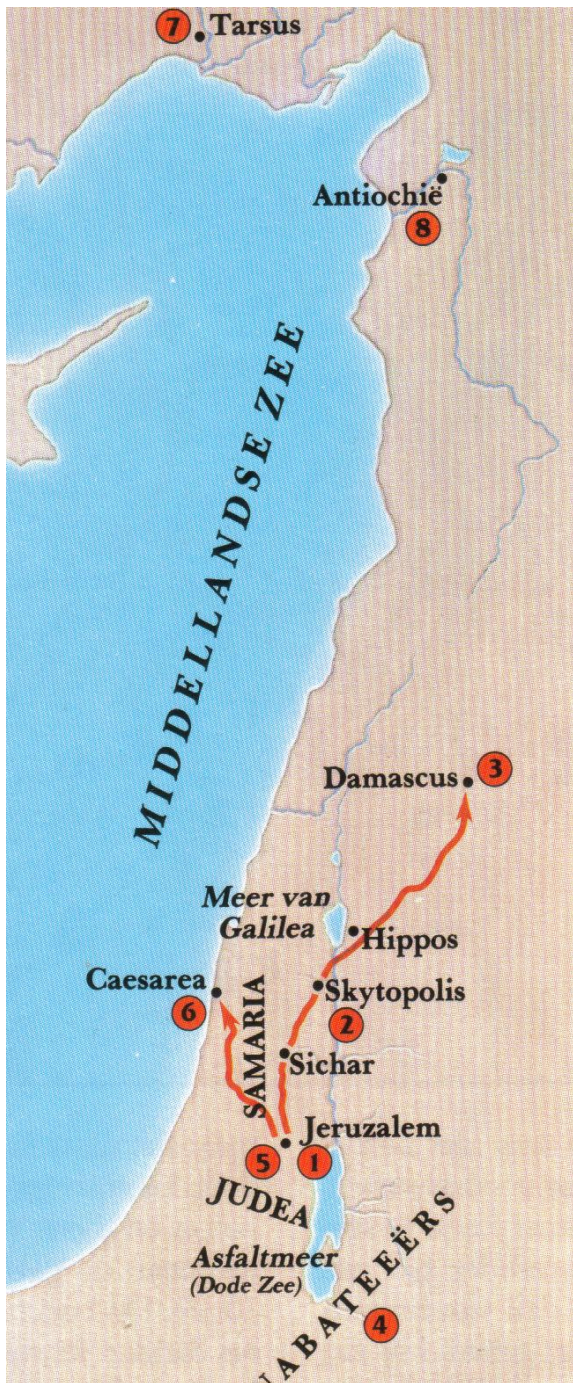 7
Tarsus
Antiochië
8
MIDDELLANDSE ZEE
Damascus
3
Meer van
Galilea
Hippos
Caesarea
6
SAMARIA
Skytopolis
2
Sichar
Jeruzalem
5
1
JUDEA
Asfaltmeer
(Dode Zee)
NABATEEËRS
4